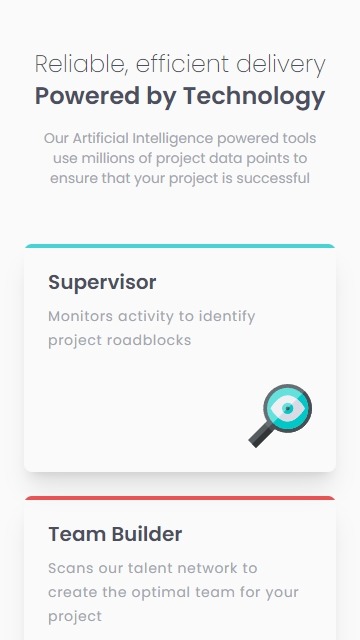 Reliable, efficient delivery
Powered by Technology
Our Artificial Intelligence powered tools
use millions of project data points to
ensure that your project is successful
Supervisor
Monitors activity to identify
project roadblocks
Team Builder
Scans our talent network to
create the optimal team for your
project